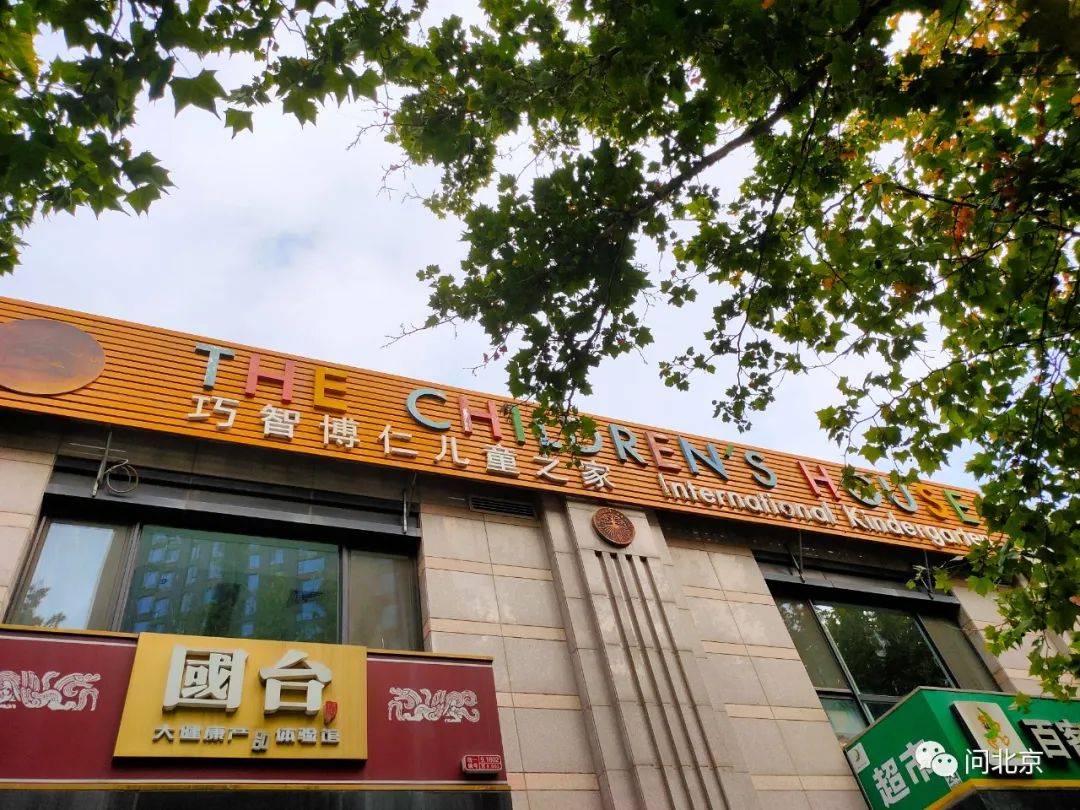 THE CHILDREN'S HOUSE
巧智博仁儿童之家
International Kindergarten
國台
大健康产品体验馆
超市
百客
问北京